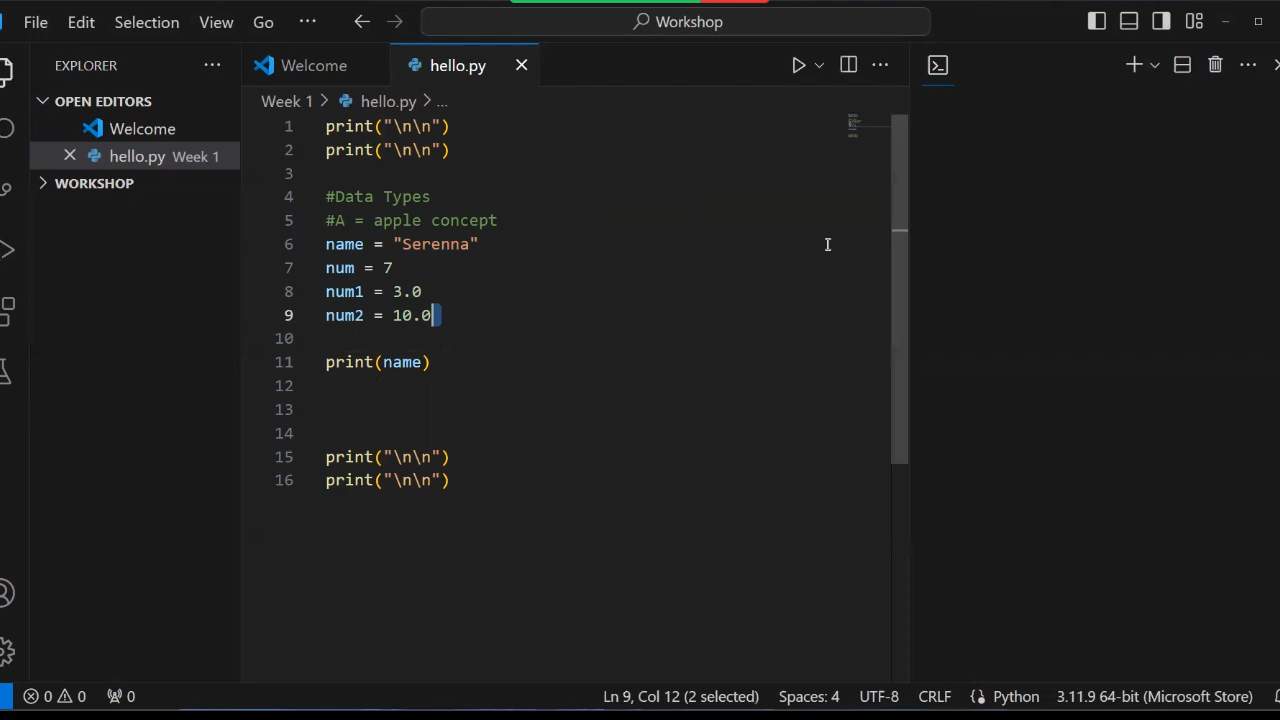 File Edit Selection View Go ··· Workshop
EXPLORER ··· Welcome hello.py
OPEN EDITORS
Welcome
hello.py Week 1
WORKSHOP
Week 1 > hello.py > ...
1 print("\n\n")
2 print("\n\n")
3
4 #Data Types
5 #A = apple concept
6 name = "Serenna"
7 num = 7
8 num1 = 3.0
9 num2 = 10.0
10
11 print(name)
12
13
14
15 print("\n\n")
16 print("\n\n")
0 0 0 Ln 9, Col 12 (2 selected) Spaces: 4 UTF-8 CRLF Python 3.11.9 64-bit (Microsoft Store)